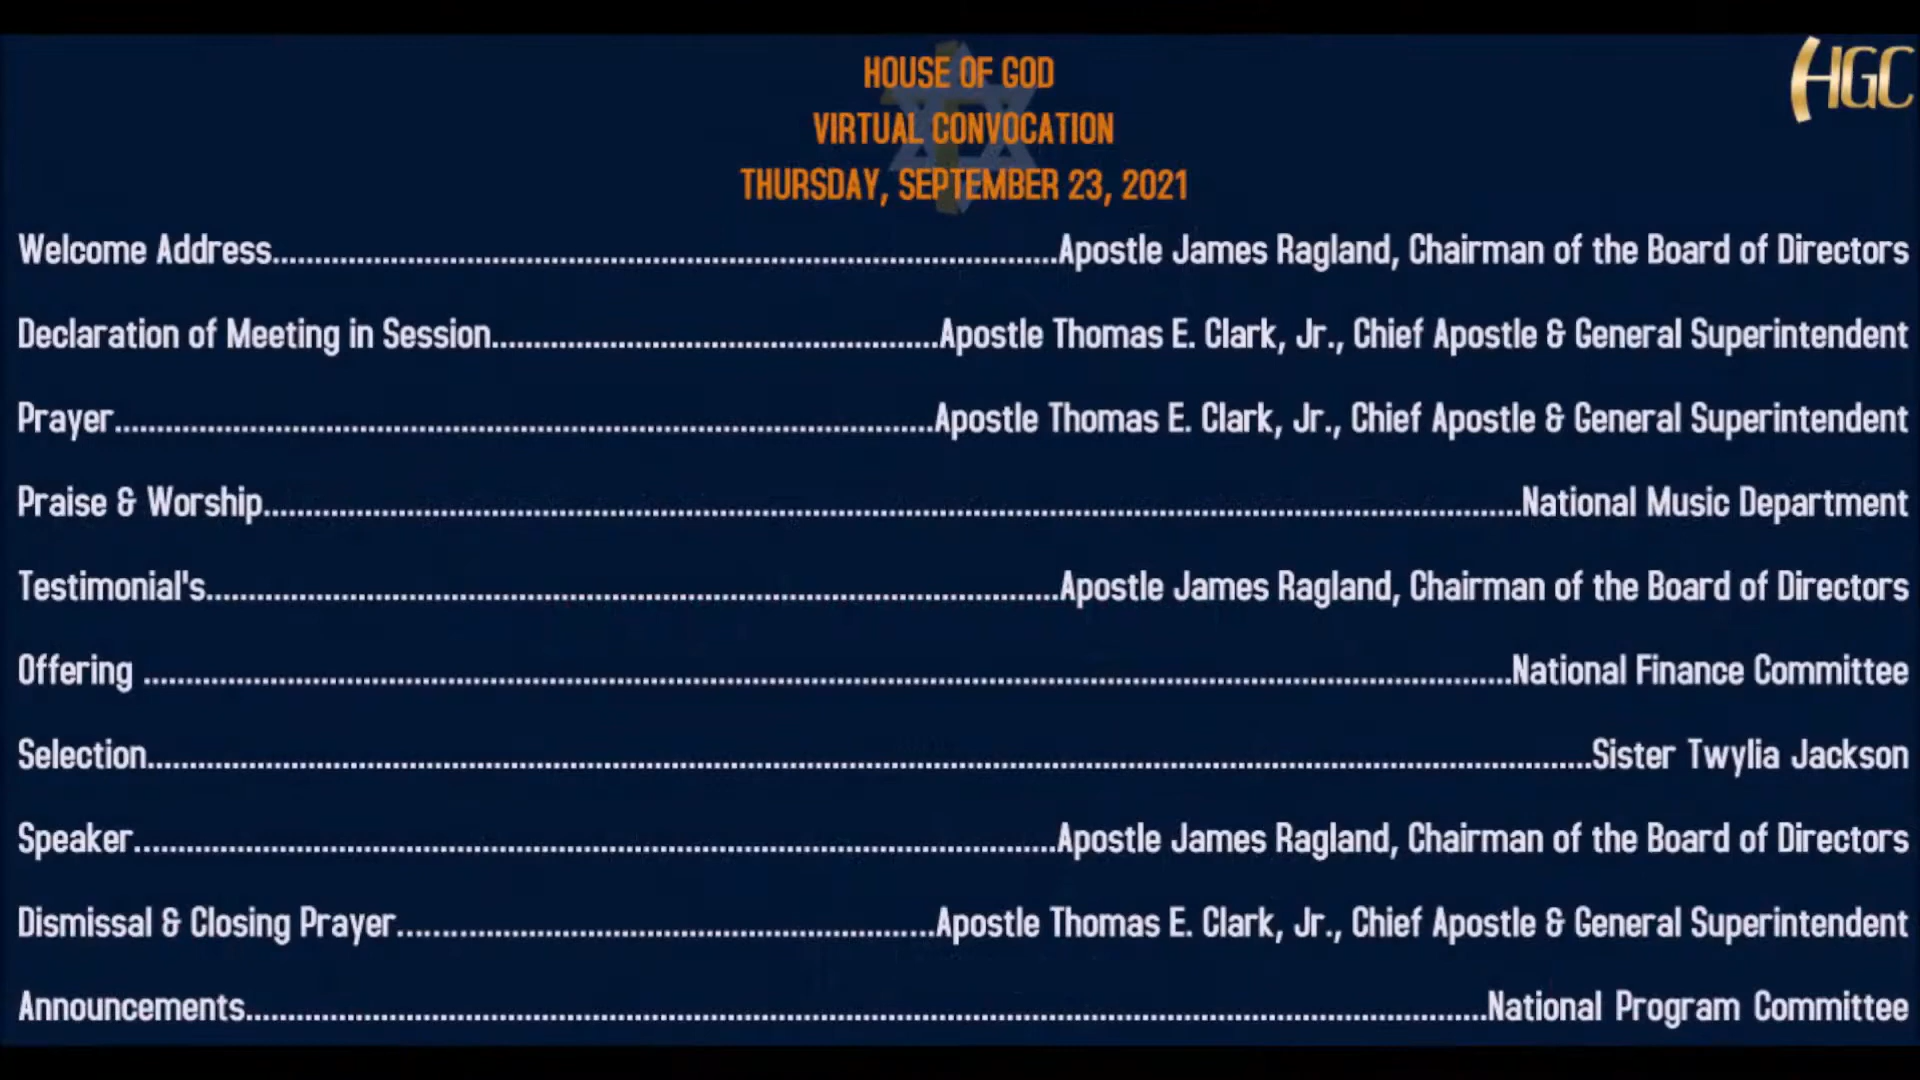 HGC
HOUSE OF GOD
VIRTUAL CONVOCATION
THURSDAY, SEPTEMBER 23, 2021
Welcome Address..........Apostle James Ragland, Chairman of the Board of Directors
Declaration of Meeting in Session..........Apostle Thomas E. Clark, Jr., Chief Apostle & General Superintendent
Prayer..........Apostle Thomas E. Clark, Jr., Chief Apostle & General Superintendent
Praise & Worship..........National Music Department
Testimonial's..........Apostle James Ragland, Chairman of the Board of Directors
Offering ..........National Finance Committee
Selection..........Sister Twylia Jackson
Speaker..........Apostle James Ragland, Chairman of the Board of Directors
Dismissal & Closing Prayer..........Apostle Thomas E. Clark, Jr., Chief Apostle & General Superintendent
Announcements..........National Program Committee